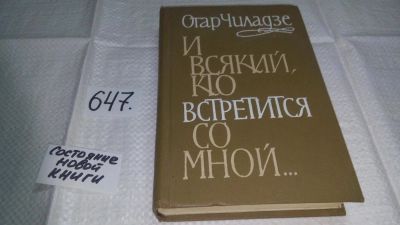 Отар Чиладзе
И
ВСЯКИЙ,
КТО
ВСТРЕТИТСЯ
СО
МНОЙ...
647.
состояние
новой
книги